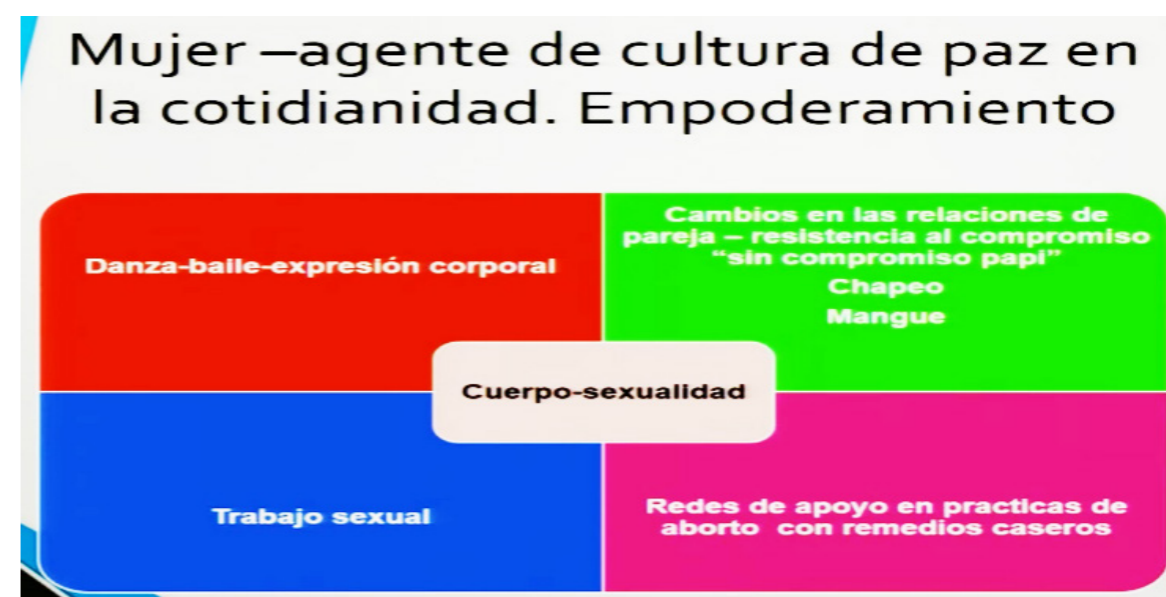 Mujer –agente de cultura de paz en
la cotidianidad. Empoderamiento
Danza-baile-expresión corporal
Cambios en las relaciones de
pareja – resistencia al compromiso
“sin compromiso papi”
Chapeo
Mangue
Cuerpo-sexualidad
Trabajo sexual
Redes de apoyo en practicas de
aborto con remedios caseros